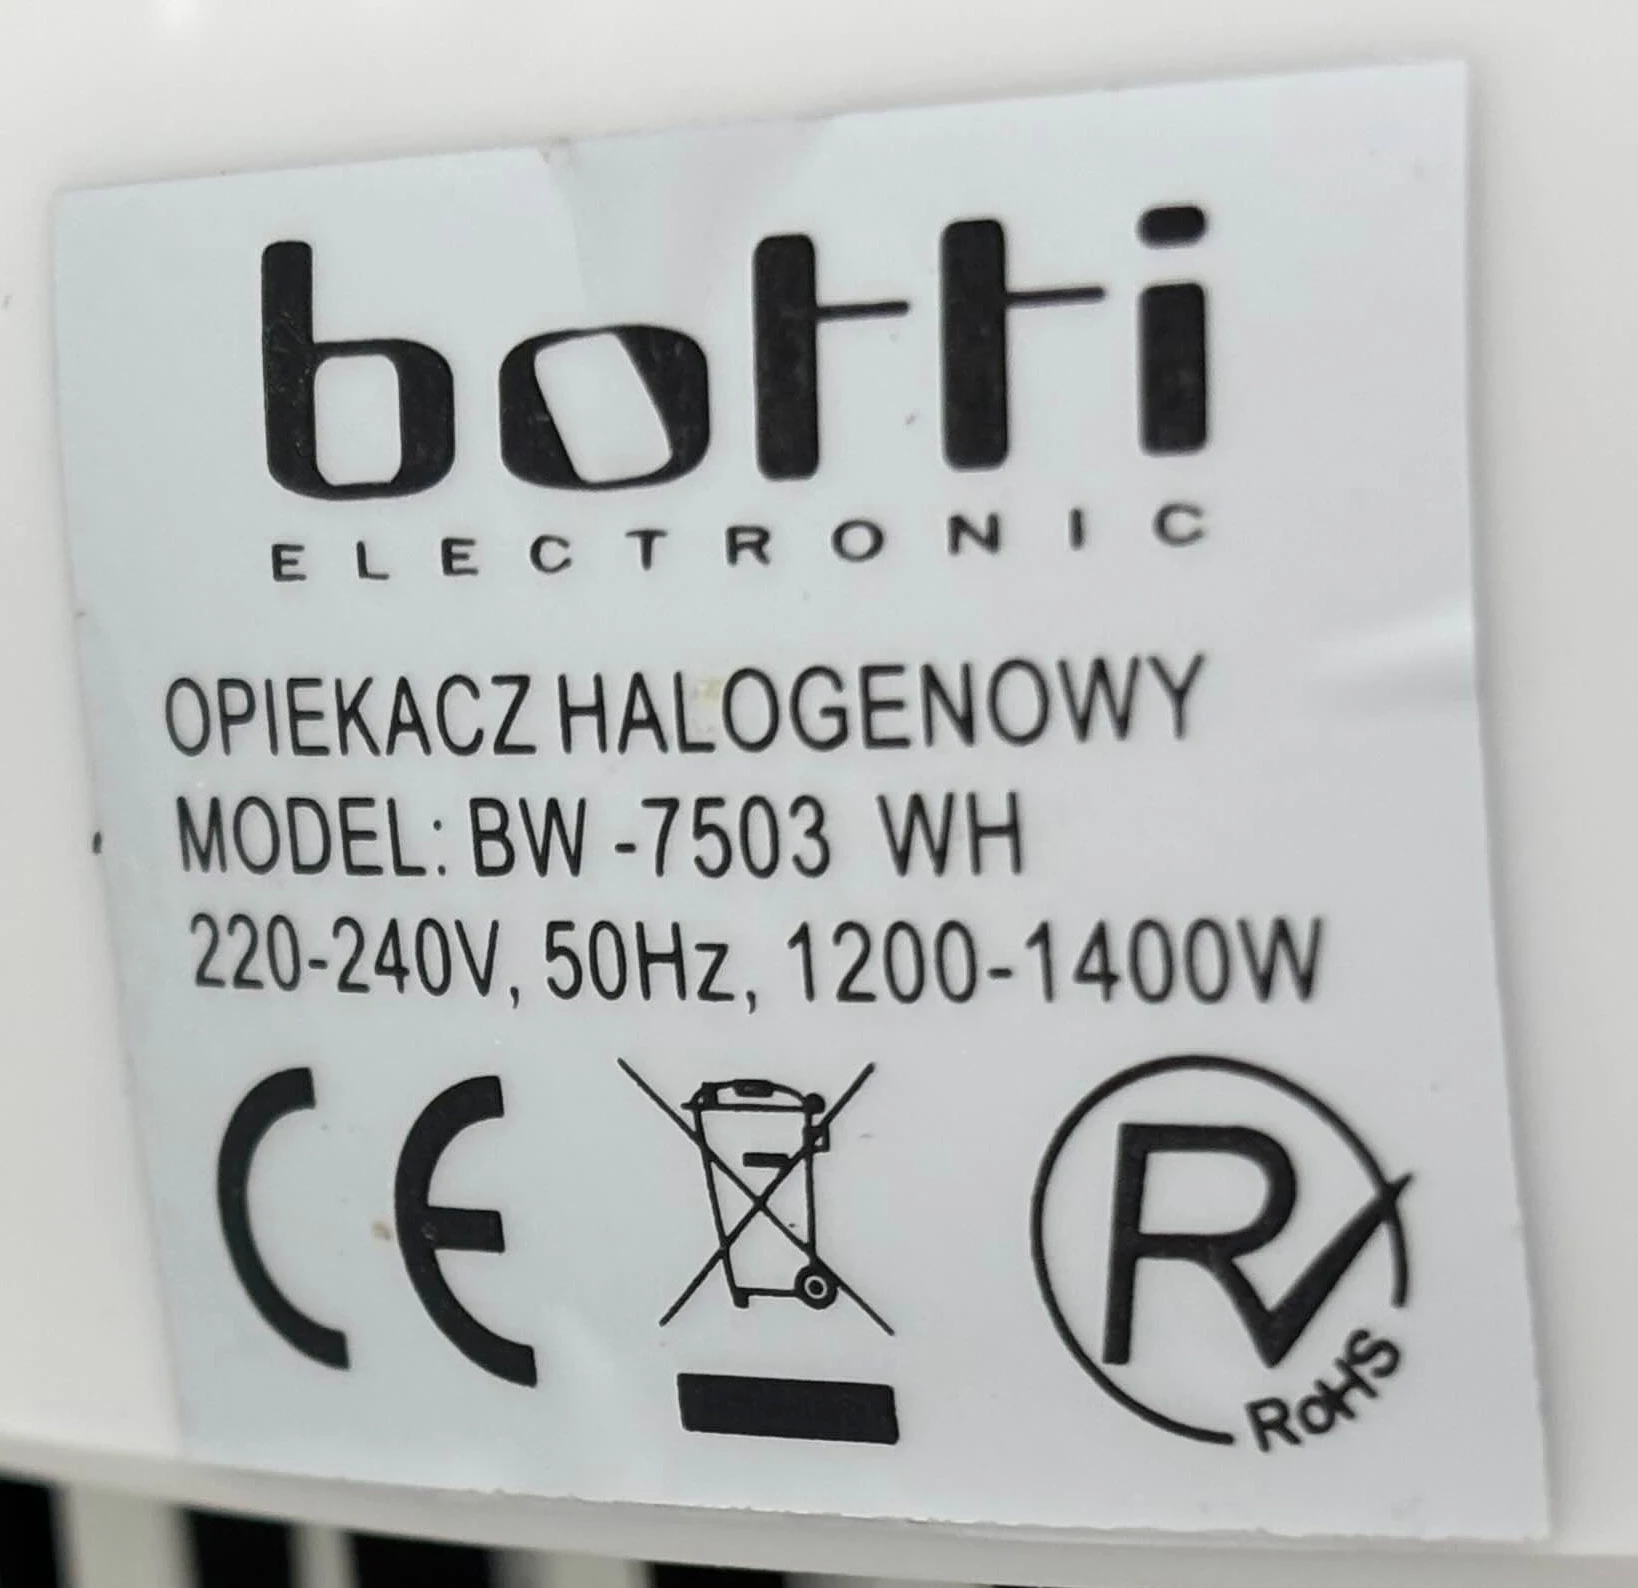 botti
ELECTRONIC
OPIEKACZ HALOGENOWY
MODEL: BW -7503 WH
220-240V, 50Hz, 1200-1400W
CE
R
RoHS